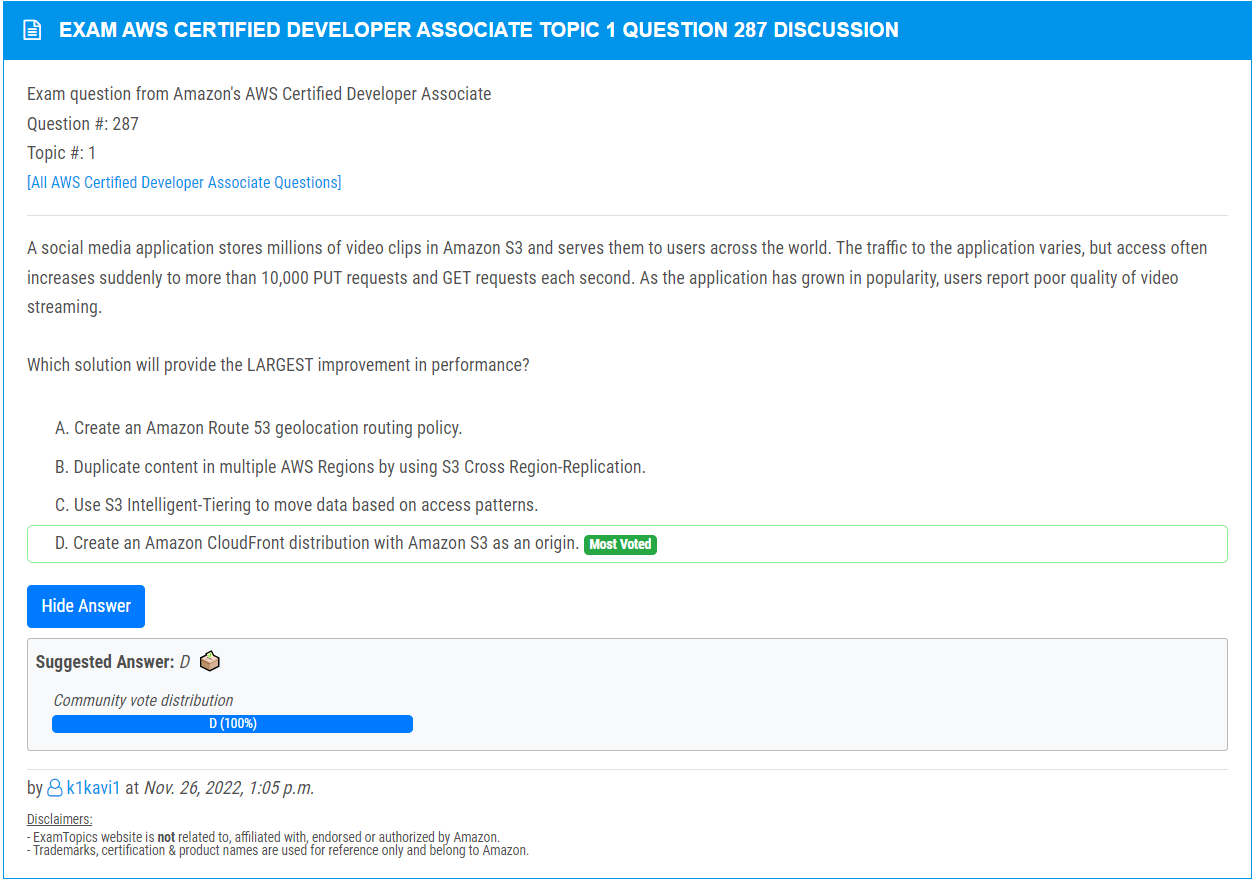 EXAM AWS CERTIFIED DEVELOPER ASSOCIATE TOPIC 1 QUESTION 287 DISCUSSION
Exam question from Amazon's AWS Certified Developer Associate
Question #: 287
Topic #: 1
[All AWS Certified Developer Associate Questions]
A social media application stores millions of video clips in Amazon S3 and serves them to users across the world. The traffic to the application varies, but access often
increases suddenly to more than 10,000 PUT requests and GET requests each second. As the application has grown in popularity, users report poor quality of video
streaming.
Which solution will provide the LARGEST improvement in performance?
A. Create an Amazon Route 53 geolocation routing policy.
B. Duplicate content in multiple AWS Regions by using S3 Cross Region-Replication.
C. Use S3 Intelligent-Tiering to move data based on access patterns.
D. Create an Amazon CloudFront distribution with Amazon S3 as an origin. Most Voted
Hide Answer
Suggested Answer: D
Community vote distribution
D (100%)
by k1kavi1 at Nov. 26, 2022, 1:05 p.m.
Disclaimers:
- ExamTopics website is not related to, affiliated with, endorsed or authorized by Amazon.
- Trademarks, certification & product names are used for reference only and belong to Amazon.